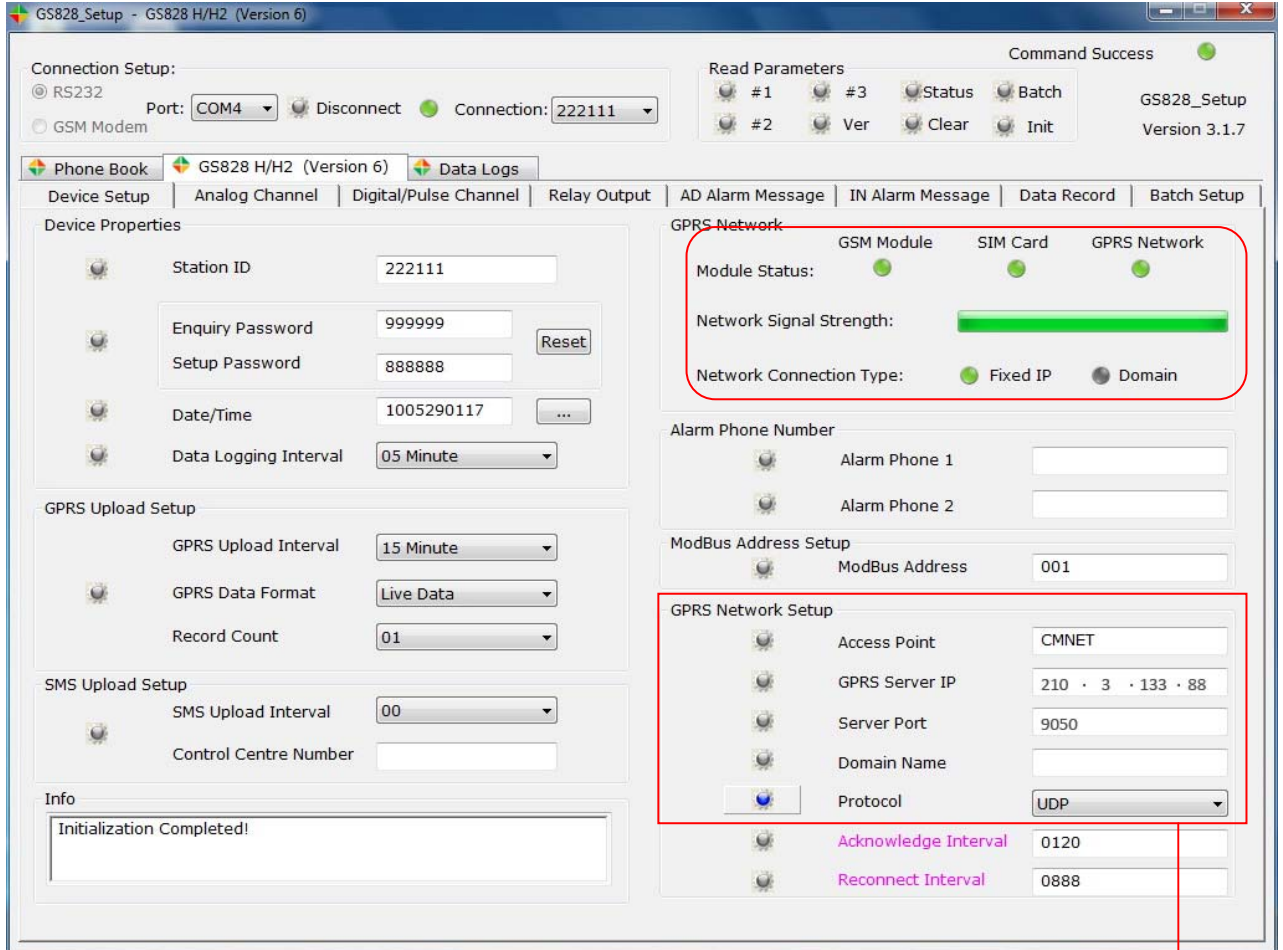 GS828_Setup - GS828 H/H2 (Version 6)
Command Success
Connection Setup:
RS232
GSM Modem
Port: COM4
Disconnect
Connection: 222111
Read Parameters
#1 #3 Status Batch
#2 Ver Clear Init
GS828_Setup
Version 3.1.7
Phone Book GS828 H/H2 (Version 6) Data Logs
Device Setup Analog Channel Digital/Pulse Channel Relay Output AD Alarm Message IN Alarm Message Data Record Batch Setup
Device Properties
Station ID 222111
Enquiry Password 999999
Setup Password 888888
Reset
Date/Time 1005290117 ...
Data Logging Interval 05 Minute
GPRS Upload Setup
GPRS Upload Interval 15 Minute
GPRS Data Format Live Data
Record Count 01
SMS Upload Setup
SMS Upload Interval 00
Control Centre Number
Info
Initialization Completed!
GPRS Network
GSM Module SIM Card GPRS Network
Module Status:
Network Signal Strength:
Network Connection Type: Fixed IP Domain
Alarm Phone Number
Alarm Phone 1
Alarm Phone 2
ModBus Address Setup
ModBus Address 001
GPRS Network Setup
Access Point CMNET
GPRS Server IP 210 . 3 . 133 . 88
Server Port 9050
Domain Name
Protocol UDP
Acknowledge Interval 0120
Reconnect Interval 0888